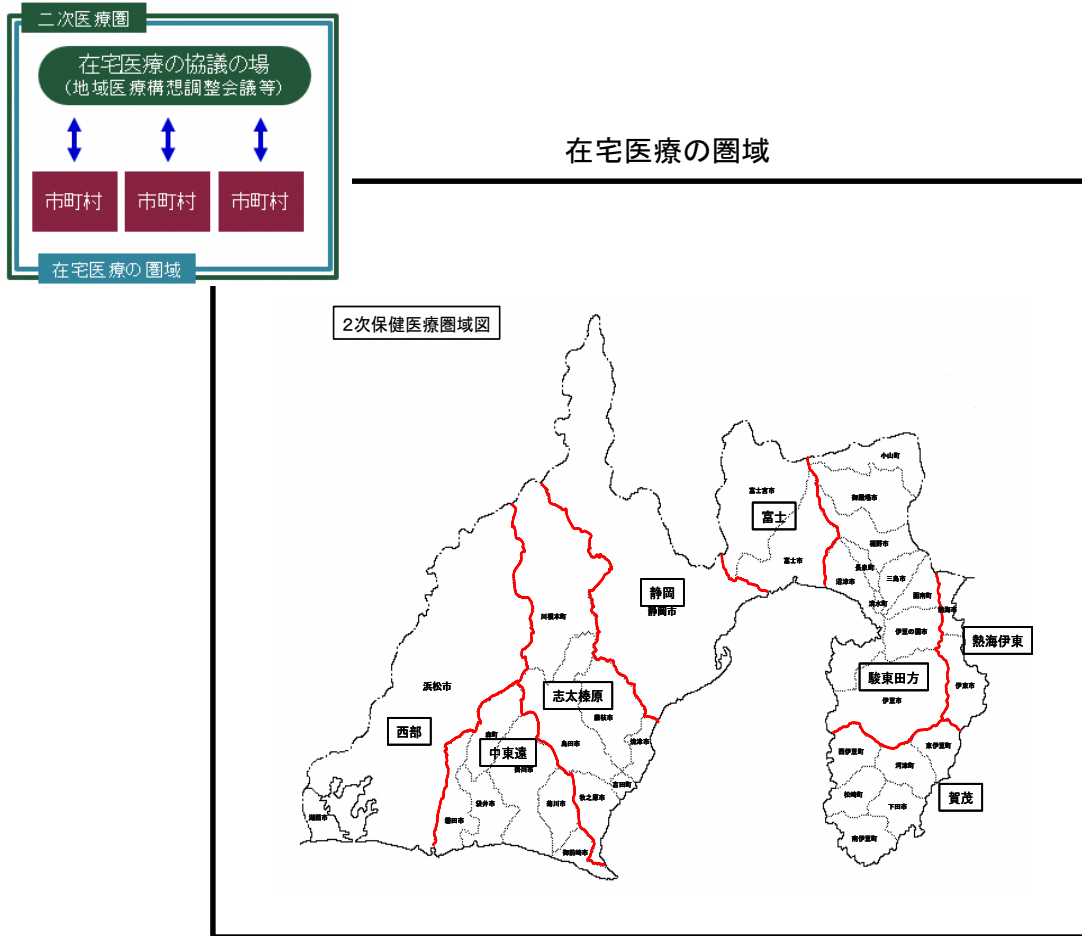 二次医療圏
在宅医療の協議の場
（地域医療構想調整会議等）
市町村
市町村
市町村
在宅医療の圏域
在宅医療の圏域
2次保健医療圏域図
小山町
富士宮市
御殿場市
富士
裾野市
富士市
長泉町
沼津市
三島市
函南町
静岡
静岡市
清水町
熱海市
川根本町
伊豆の国市
熱海伊東
駿東田方
浜松市
志太榛原
伊東市
伊豆市
藤枝市
西部
森町
中東遠
島田市
焼津市
掛川市
西伊豆町
東伊豆町
河津町
吉田町
牧之原市
袋井市
菊川市
松崎町
賀茂
下田市
湖西市
磐田市
南伊豆町
御前崎市